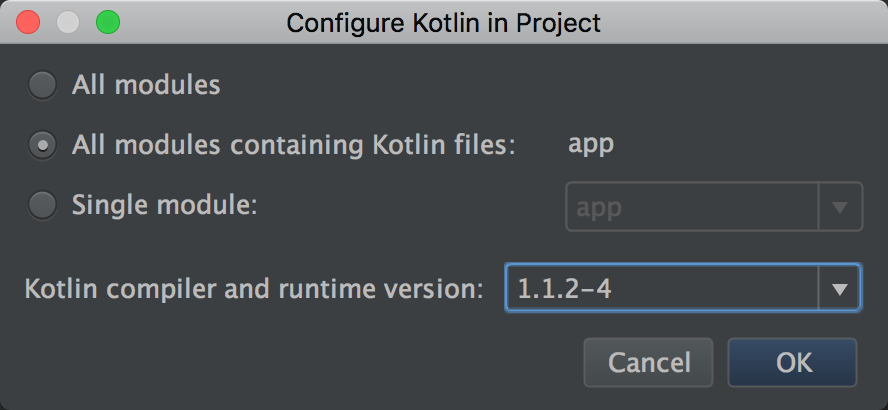 Configure Kotlin in Project
All modules
All modules containing Kotlin files: app
Single module: app
Kotlin compiler and runtime version: 1.1.2-4
Cancel OK